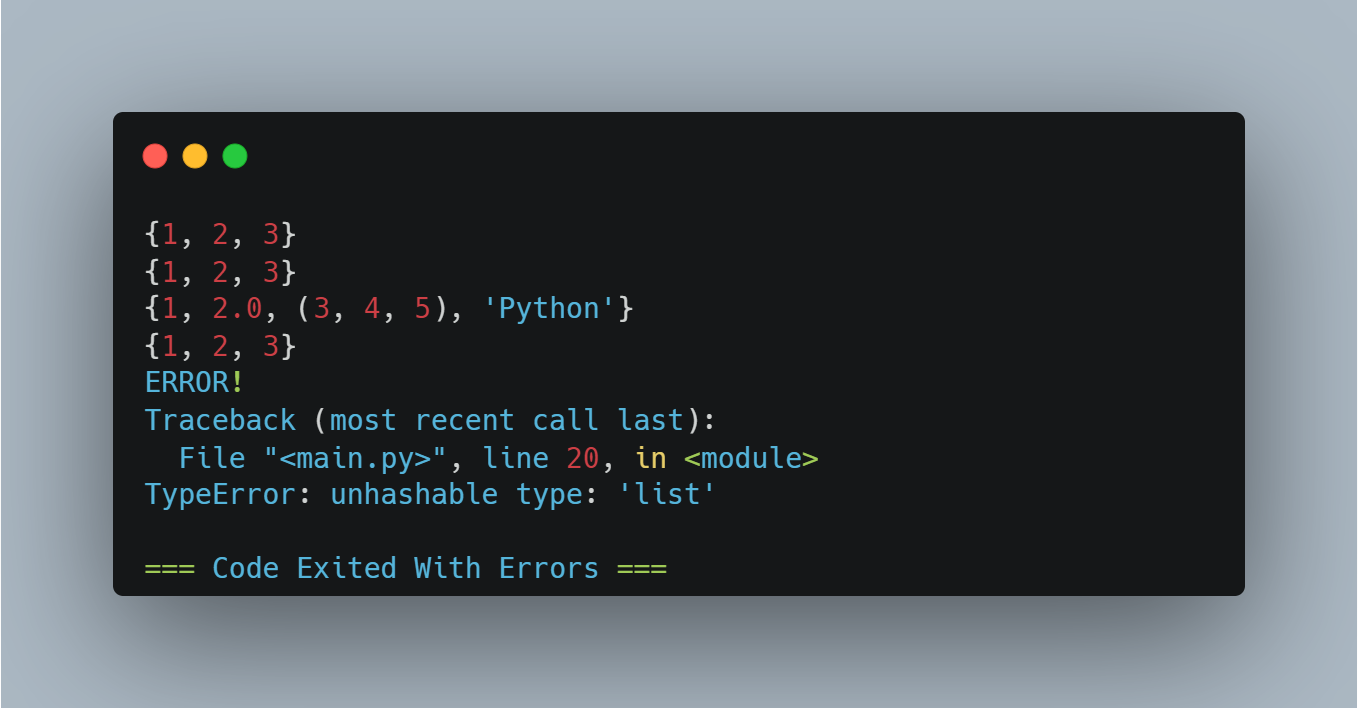 {1, 2, 3}
{1, 2, 3}
{1, 2.0, (3, 4, 5), 'Python'}
{1, 2, 3}
ERROR!
Traceback (most recent call last):
  File "<main.py>", line 20, in <module>
TypeError: unhashable type: 'list'

=== Code Exited With Errors ===